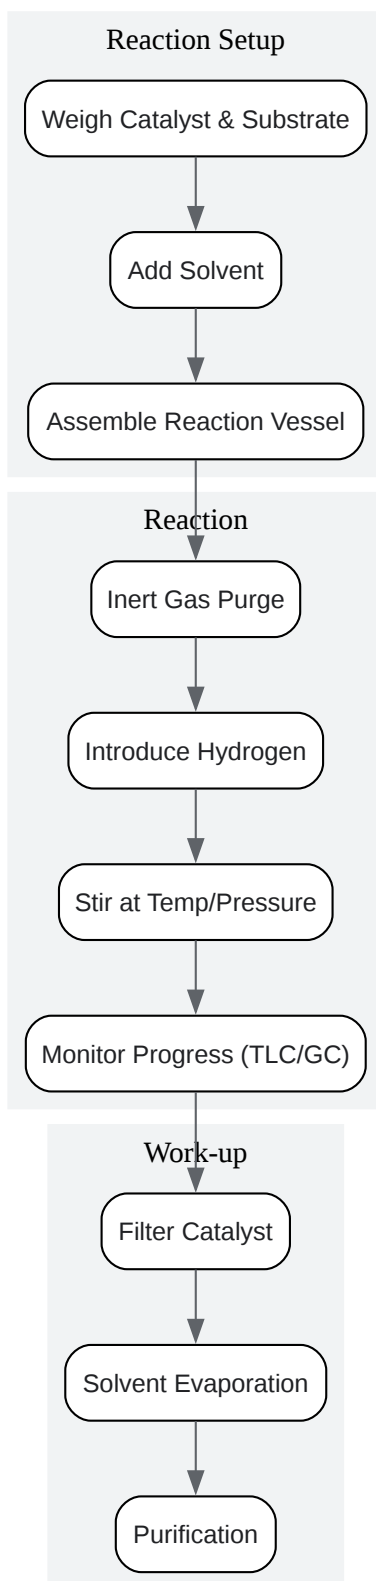 Reaction Setup
Weigh Catalyst & Substrate
Add Solvent
Assemble Reaction Vessel
Reaction
Inert Gas Purge
Introduce Hydrogen
Stir at Temp/Pressure
Monitor Progress (TLC/GC)
Work-up
Filter Catalyst
Solvent Evaporation
Purification